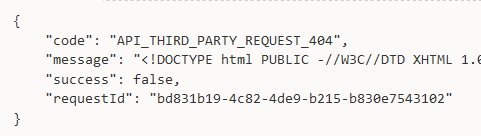 {
"code": "API_THIRD_PARTY_REQUEST_404",
"message": "<!DOCTYPE html PUBLIC -//W3C//DTD XHTML 1.0
"success": false,
"requestId": "bd831b19-4c82-4de9-b215-b830e7543102"
}